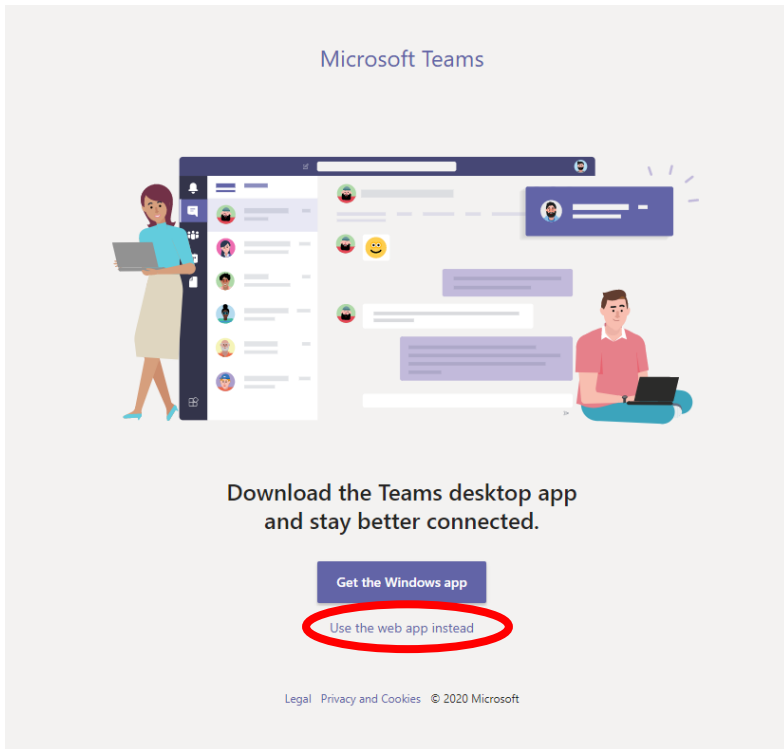 Microsoft Teams
Download the Teams desktop app
and stay better connected.
Get the Windows app
Use the web app instead
Legal Privacy and Cookies © 2020 Microsoft